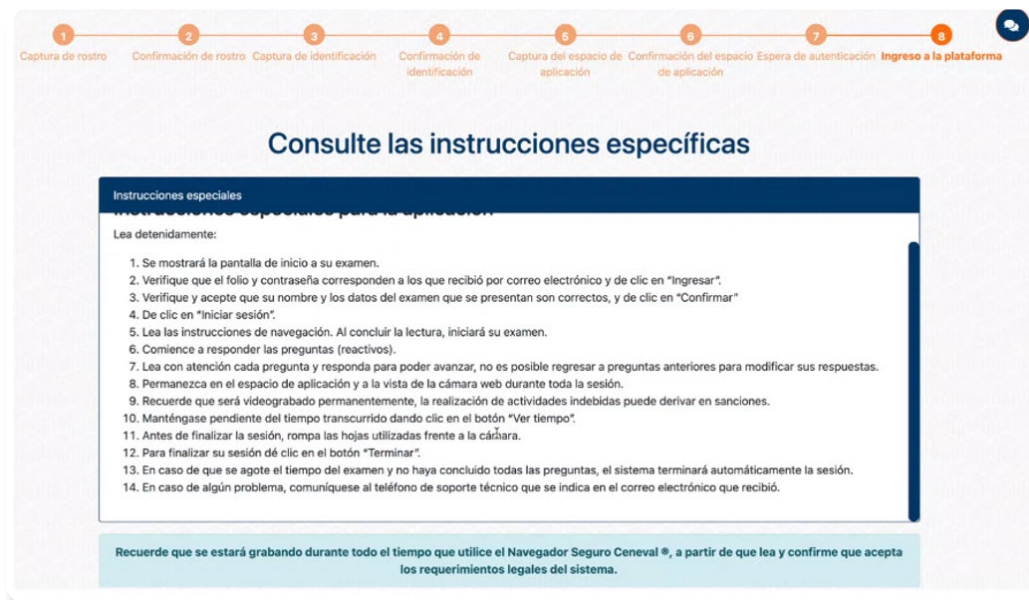 1
2
3
4
5
6
7
8
Captura de rostro
Confirmación de rostro
Captura de identificación
Confirmación de
identificación
Captura del espacio de
aplicación
Confirmación del espacio
de aplicación
Espera de autenticación
Ingreso a la plataforma
Consulte las instrucciones específicas
Instrucciones especiales
Instrucciones especiales para la aplicación
Lea detenidamente:
1. Se mostrará la pantalla de inicio a su examen.
2. Verifique que el folio y contraseña corresponden a los que recibió por correo electrónico y de clic en “Ingresar”.
3. Verifique y acepte que su nombre y los datos del examen que se presentan son correctos, y de clic en “Confirmar”
4. De clic en “Iniciar sesión”.
5. Lea las instrucciones de navegación. Al concluir la lectura, iniciará su examen.
6. Comience a responder las preguntas (reactivos).
7. Lea con atención cada pregunta y responda para poder avanzar, no es posible regresar a preguntas anteriores para modificar sus respuestas.
8. Permanezca en el espacio de aplicación y a la vista de la cámara web durante toda la sesión.
9. Recuerde que será videograbado permanentemente, la realización de actividades indebidas puede derivar en sanciones.
10. Manténgase pendiente del tiempo transcurrido dando clic en el botón “Ver tiempo”.
11. Antes de finalizar la sesión, rompa las hojas utilizadas frente a la cámara.
12. Para finalizar su sesión dé clic en el botón “Terminar”.
13. En caso de que se agote el tiempo del examen y no haya concluido todas las preguntas, el sistema terminará automáticamente la sesión.
14. En caso de algún problema, comuníquese al teléfono de soporte técnico que se indica en el correo electrónico que recibió.
Recuerde que se estará grabando durante todo el tiempo que utilice el Navegador Seguro Ceneval ®, a partir de que lea y confirme que acepta
los requerimientos legales del sistema.